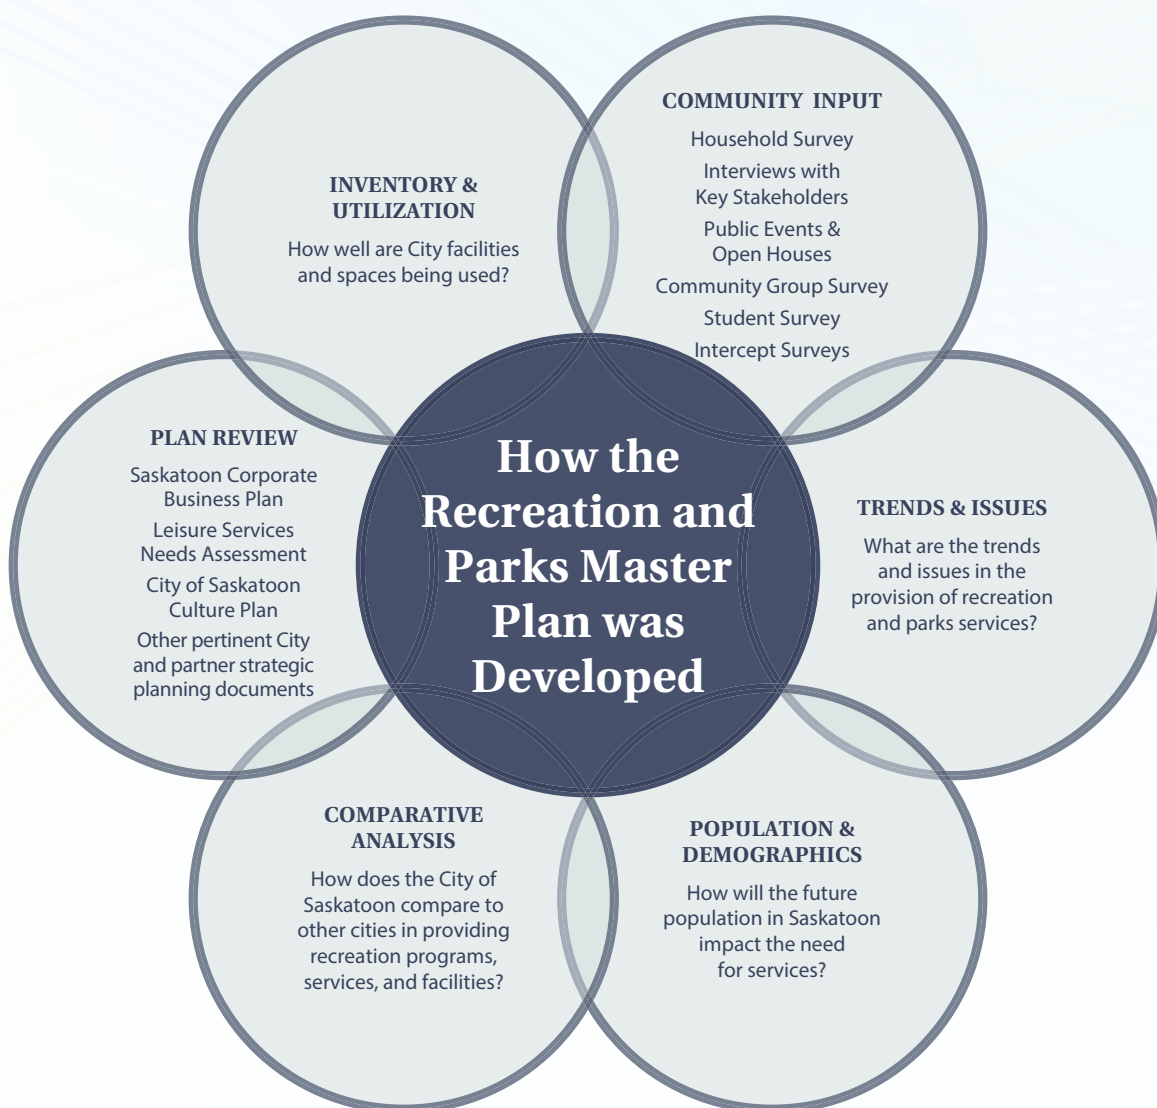 COMMUNITY INPUT
Household Survey
Interviews with
Key Stakeholders
Public Events &
Open Houses
Community Group Survey
Student Survey
Intercept Surveys
INVENTORY &
UTILIZATION
How well are City facilities
and spaces being used?
PLAN REVIEW
Saskatoon Corporate
Business Plan
Leisure Services
Needs Assessment
City of Saskatoon
Culture Plan
Other pertinent City
and partner strategic
planning documents
How the
Recreation and
Parks Master
Plan was
Developed
TRENDS & ISSUES
What are the trends
and issues in the
provision of recreation
and parks services?
COMPARATIVE
ANALYSIS
How does the City of
Saskatoon compare to
other cities in providing
recreation programs,
services, and facilities?
POPULATION &
DEMOGRAPHICS
How will the future
population in Saskatoon
impact the need
for services?